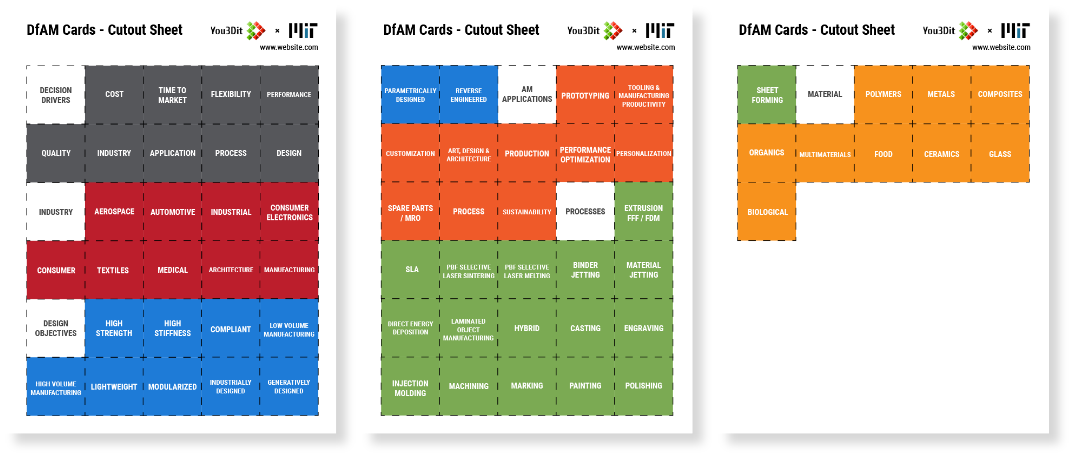 DfAM Cards - Cutout Sheet
You3Dit × MIT
www.website.com
DECISION
DRIVERS
COST
TIME TO
MARKET
FLEXIBILITY
PERFORMANCE
QUALITY
INDUSTRY
APPLICATION
PROCESS
DESIGN
INDUSTRY
AEROSPACE
AUTOMOTIVE
INDUSTRIAL
CONSUMER
ELECTRONICS
CONSUMER
TEXTILES
MEDICAL
ARCHITECTURE
MANUFACTURING
DESIGN
OBJECTIVES
HIGH
STRENGTH
HIGH
STIFFNESS
COMPLIANT
LOW VOLUME
MANUFACTURING
HIGH VOLUME
MANUFACTURING
LIGHTWEIGHT
MODULARIZED
INDUSTRIALLY
DESIGNED
GENERATIVELY
DESIGNED
DfAM Cards - Cutout Sheet
You3Dit × MIT
www.website.com
PARAMETRICALLY
DESIGNED
REVERSE
ENGINEERED
AM
APPLICATIONS
PROTOTYPING
TOOLING &
MANUFACTURING
PRODUCTIVITY
CUSTOMIZATION
ART, DESIGN &
ARCHITECTURE
PRODUCTION
PERFORMANCE
OPTIMIZATION
PERSONALIZATION
SPARE PARTS
/ MRO
PROCESS
SUSTAINABILITY
PROCESSES
EXTRUSION
FFF / FDM
SLA
PBF SELECTIVE
LASER SINTERING
PBF SELECTIVE
LASER MELTING
BINDER
JETTING
MATERIAL
JETTING
DIRECT ENERGY
DEPOSITION
LAMINATED
OBJECT
MANUFACTURING
HYBRID
CASTING
ENGRAVING
INJECTION
MOLDING
MACHINING
MARKING
PAINTING
POLISHING
DfAM Cards - Cutout Sheet
You3Dit × MIT
www.website.com
SHEET
FORMING
MATERIAL
POLYMERS
METALS
COMPOSITES
ORGANICS
MULTIMATERIALS
FOOD
CERAMICS
GLASS
BIOLOGICAL